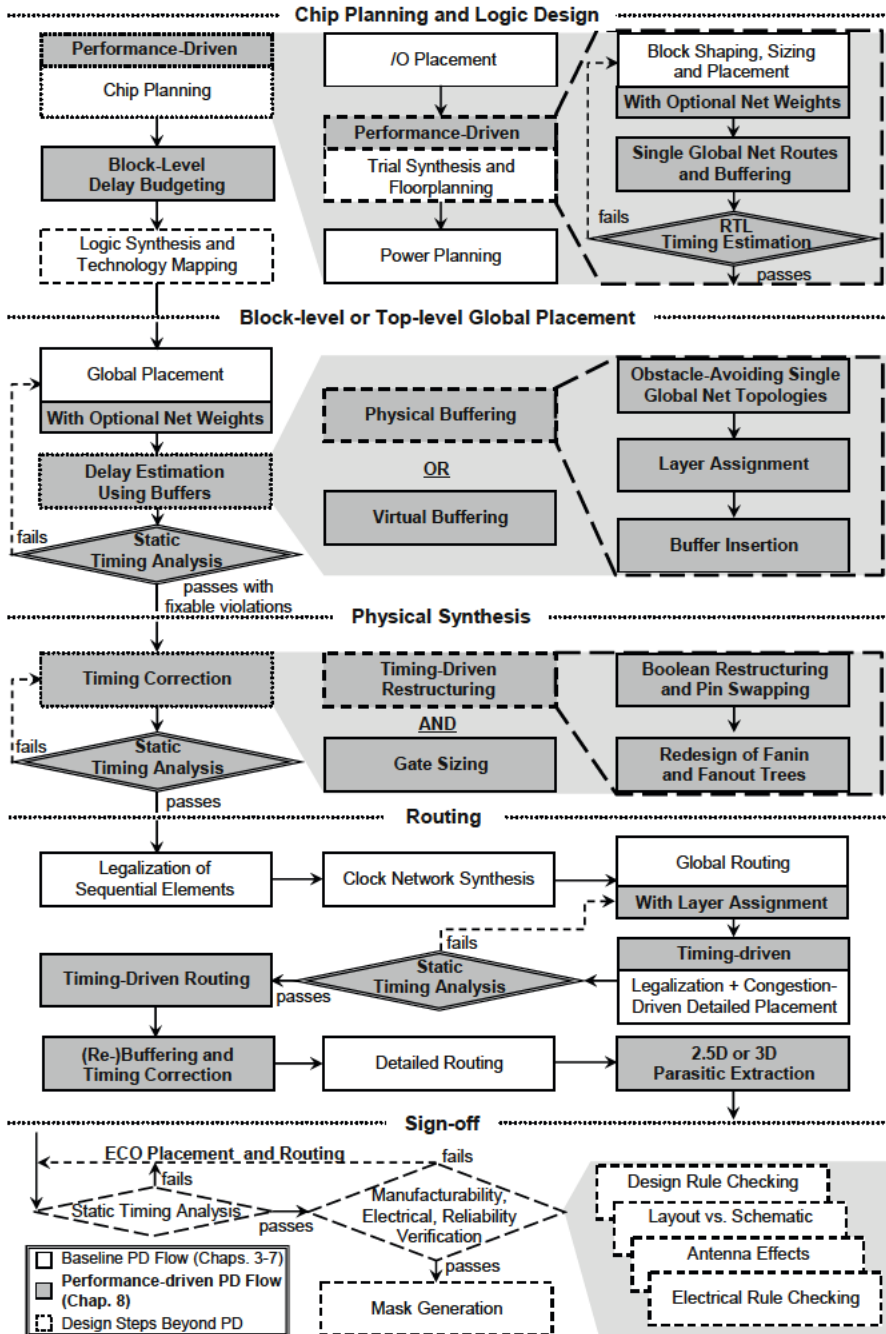 Chip Planning and Logic Design
Performance-Driven
Chip Planning
Block-Level
Delay Budgeting
Logic Synthesis and
Technology Mapping
/O Placement
Performance-Driven
Trial Synthesis and
Floorplanning
Power Planning
Block Shaping, Sizing
and Placement
With Optional Net Weights
Single Global Net Routes
and Buffering
fails
RTL
Timing Estimation
passes
Block-level or Top-level Global Placement
Global Placement
With Optional Net Weights
Delay Estimation
Using Buffers
fails
Static
Timing Analysis
passes with
fixable violations
Physical Buffering
OR
Virtual Buffering
Obstacle-Avoiding Single
Global Net Topologies
Layer Assignment
Buffer Insertion
Physical Synthesis
Timing Correction
fails
Static
Timing Analysis
passes
Timing-Driven
Restructuring
AND
Gate Sizing
Boolean Restructuring
and Pin Swapping
Redesign of Fanin
and Fanout Trees
Routing
Legalization of
Sequential Elements
Clock Network Synthesis
Global Routing
With Layer Assignment
Timing-driven
Legalization + Congestion-
Driven Detailed Placement
fails
Static
Timing Analysis
passes
Timing-Driven Routing
(Re-)Buffering and
Timing Correction
Detailed Routing
2.5D or 3D
Parasitic Extraction
Sign-off
ECO Placement and Routing
fails
Static Timing Analysis
passes
fails
Manufacturability,
Electrical, Reliability
Verification
passes
Mask Generation
Design Rule Checking
Layout vs. Schematic
Antenna Effects
Electrical Rule Checking
Baseline PD Flow (Chaps. 3-7)
Performance-driven PD Flow
(Chap. 8)
Design Steps Beyond PD